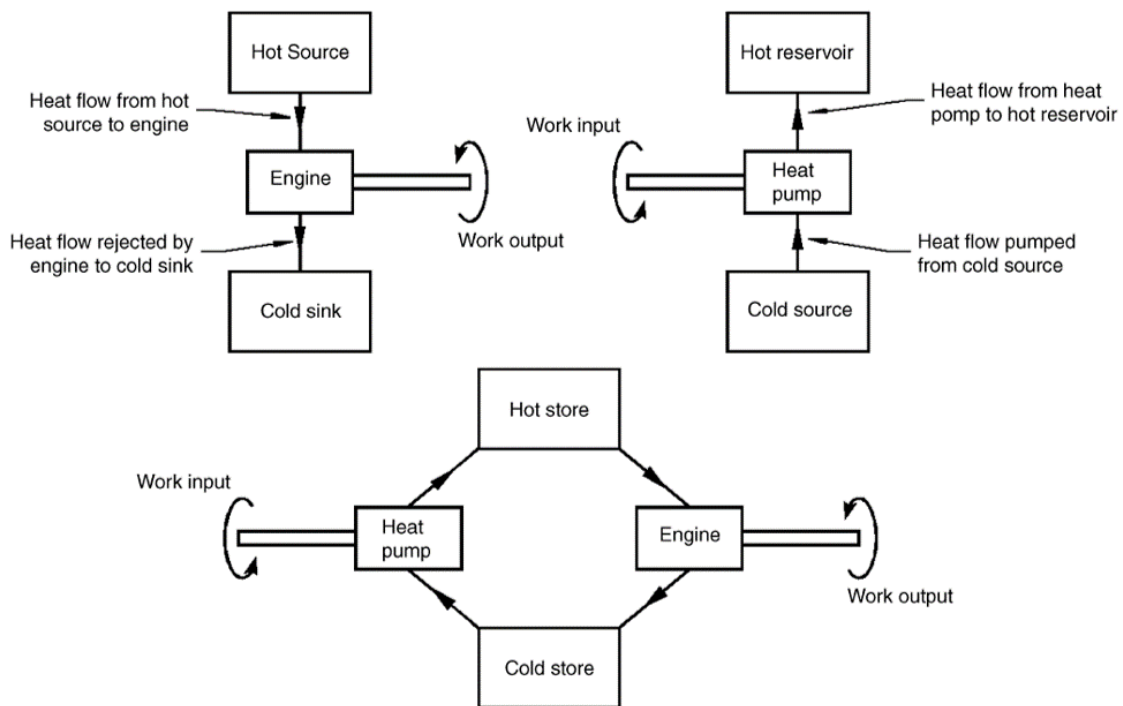 Hot Source
Heat flow from hot
source to engine
Engine
Work output
Heat flow rejected by
engine to cold sink
Cold sink
Hot reservoir
Heat flow from heat
pomp to hot reservoir
Work input
Heat
pump
Heat flow pumped
from cold source
Cold source
Hot store
Work input
Heat
pump
Engine
Work output
Cold store